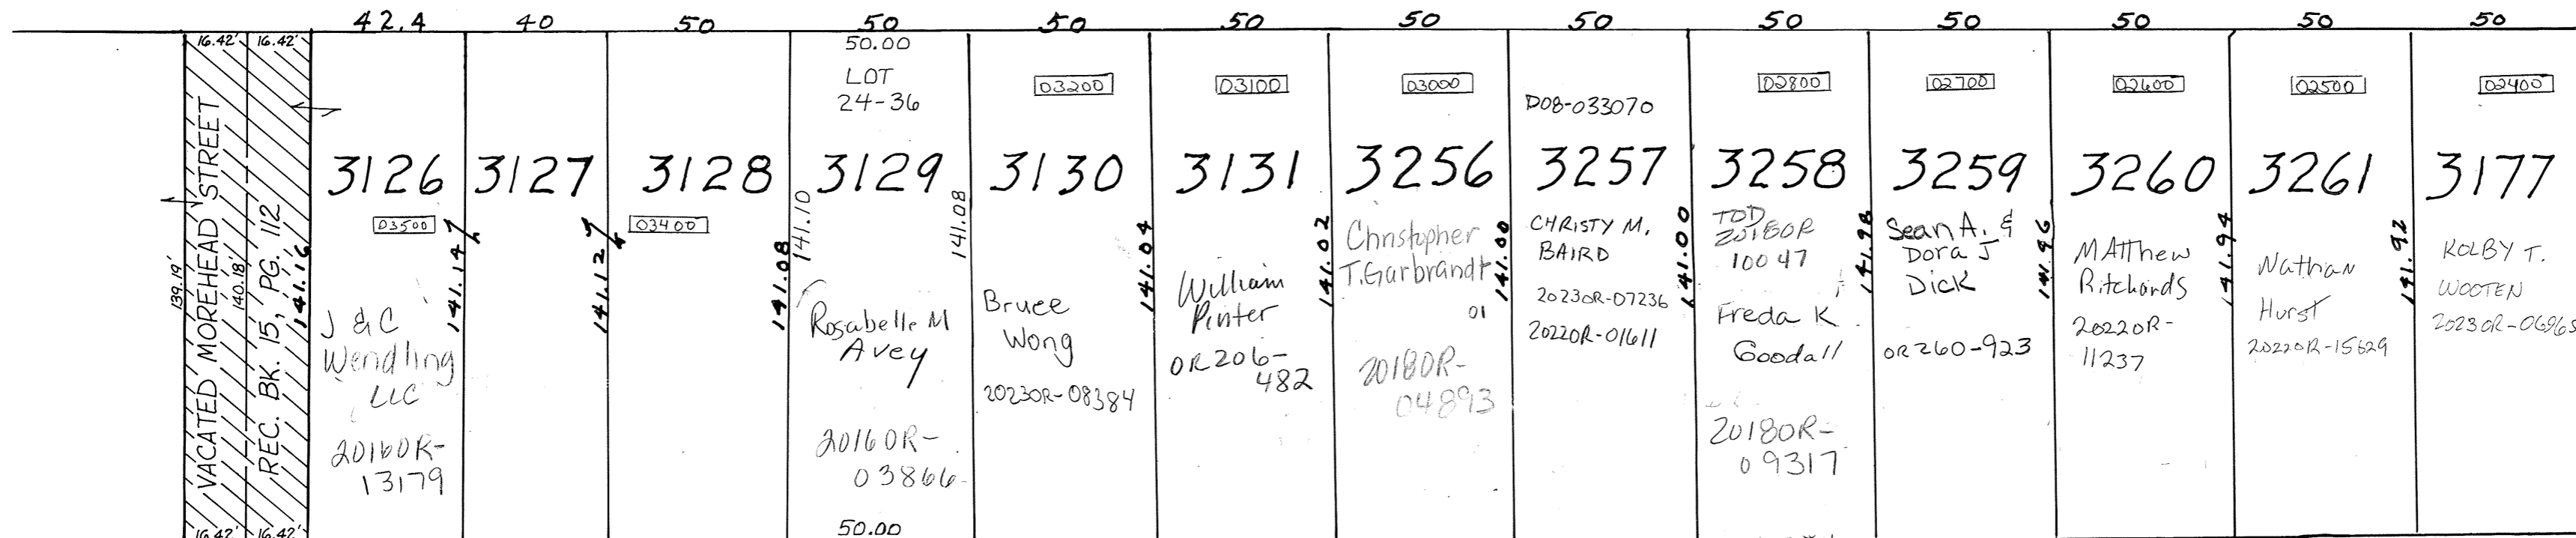 42.4 40 50 50 50 50 50 50 50 50 50 50 50
16.42' 16.42'
VACATED MOREHEAD STREET
REC. BK. 15, PG. 112
139.19'
140.18'
141.16
16.42' 16.42'
3126
03500
141.14
J & C
Wendling
LLC
2016OR-
13179
3127
141.12
3128
03400
141.08
50.00
LOT
24-36
3129
141.10
141.08
Rosabelle M
Avey
2016OR-
03866
50.00
03200
3130
141.04
Bruce
Wong
2023OR-08384
03100
3131
141.02
William
Pinter
OR206-
482
03000
3256
Christopher
T. Garbrandt
141.00
01
2018OR-
04893
D08-033070
3257
CHRISTY M.
BAIRD
141.00
2023OR-07236
2022OR-01611
02800
3258
TOD
2018OR
10047
141.98
Freda K
Goodall
2018OR-
09317
02700
3259
Sean A. &
Dora J
Dick
141.96
OR260-923
02600
3260
MAtthew
Ritchards
141.94
2022OR-
11237
02500
3261
Nathan
Hurst
141.92
2022OR-15629
02400
3177
KOLBY T.
WOOTEN